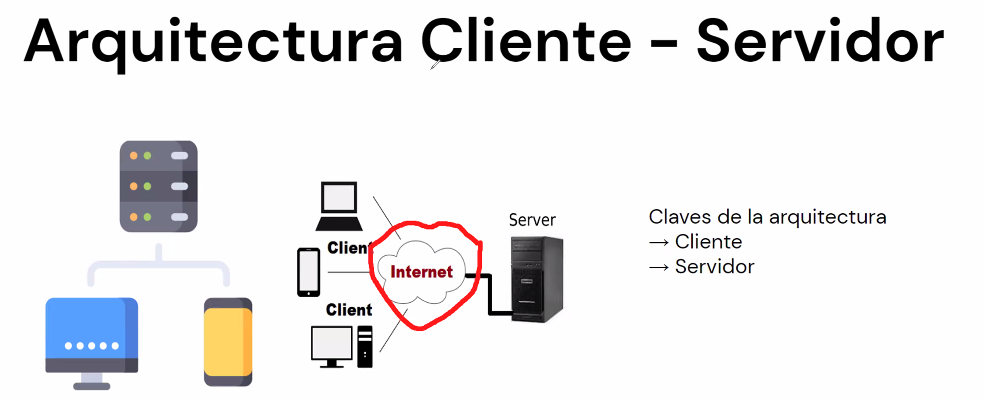 Arquitectura Cliente - Servidor
Server
Client
Internet
Client
Claves de la arquitectura
→ Cliente
→ Servidor